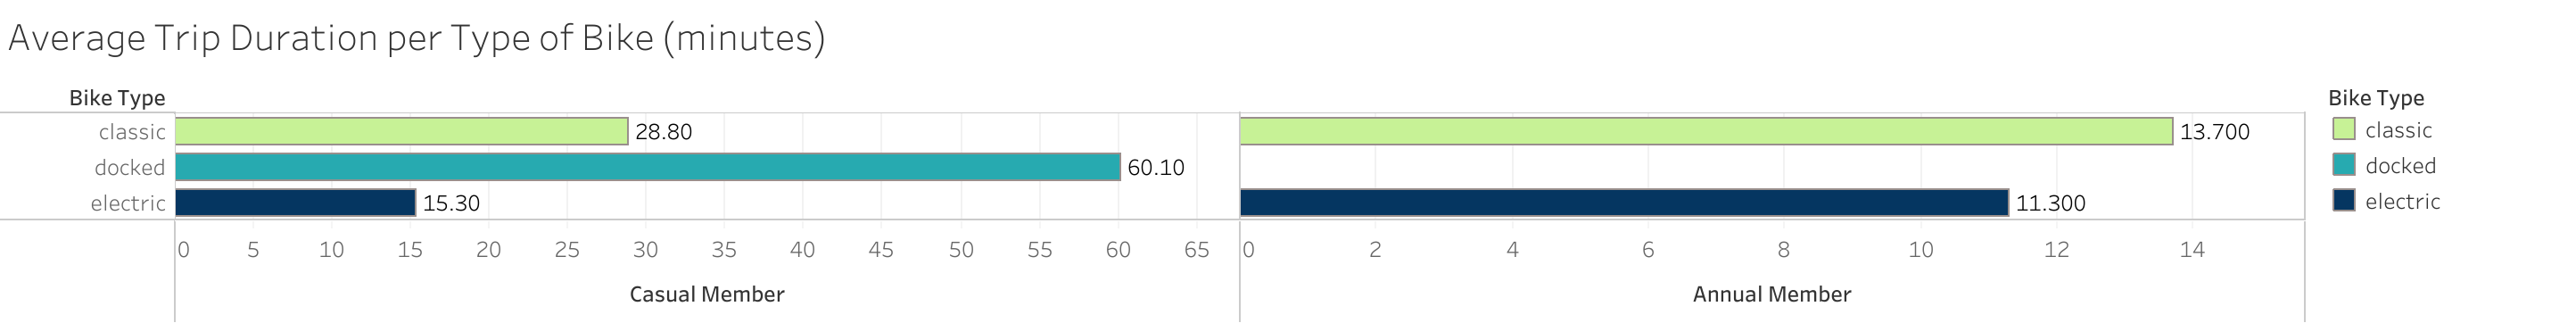 Average Trip Duration per Type of Bike (minutes)
Bike Type
classic 28.80 13.700
docked 60.10
electric 15.30 11.300
0 5 10 15 20 25 30 35 40 45 50 55 60 65 0 2 4 6 8 10 12 14
Casual Member Annual Member
Bike Type
classic
docked
electric